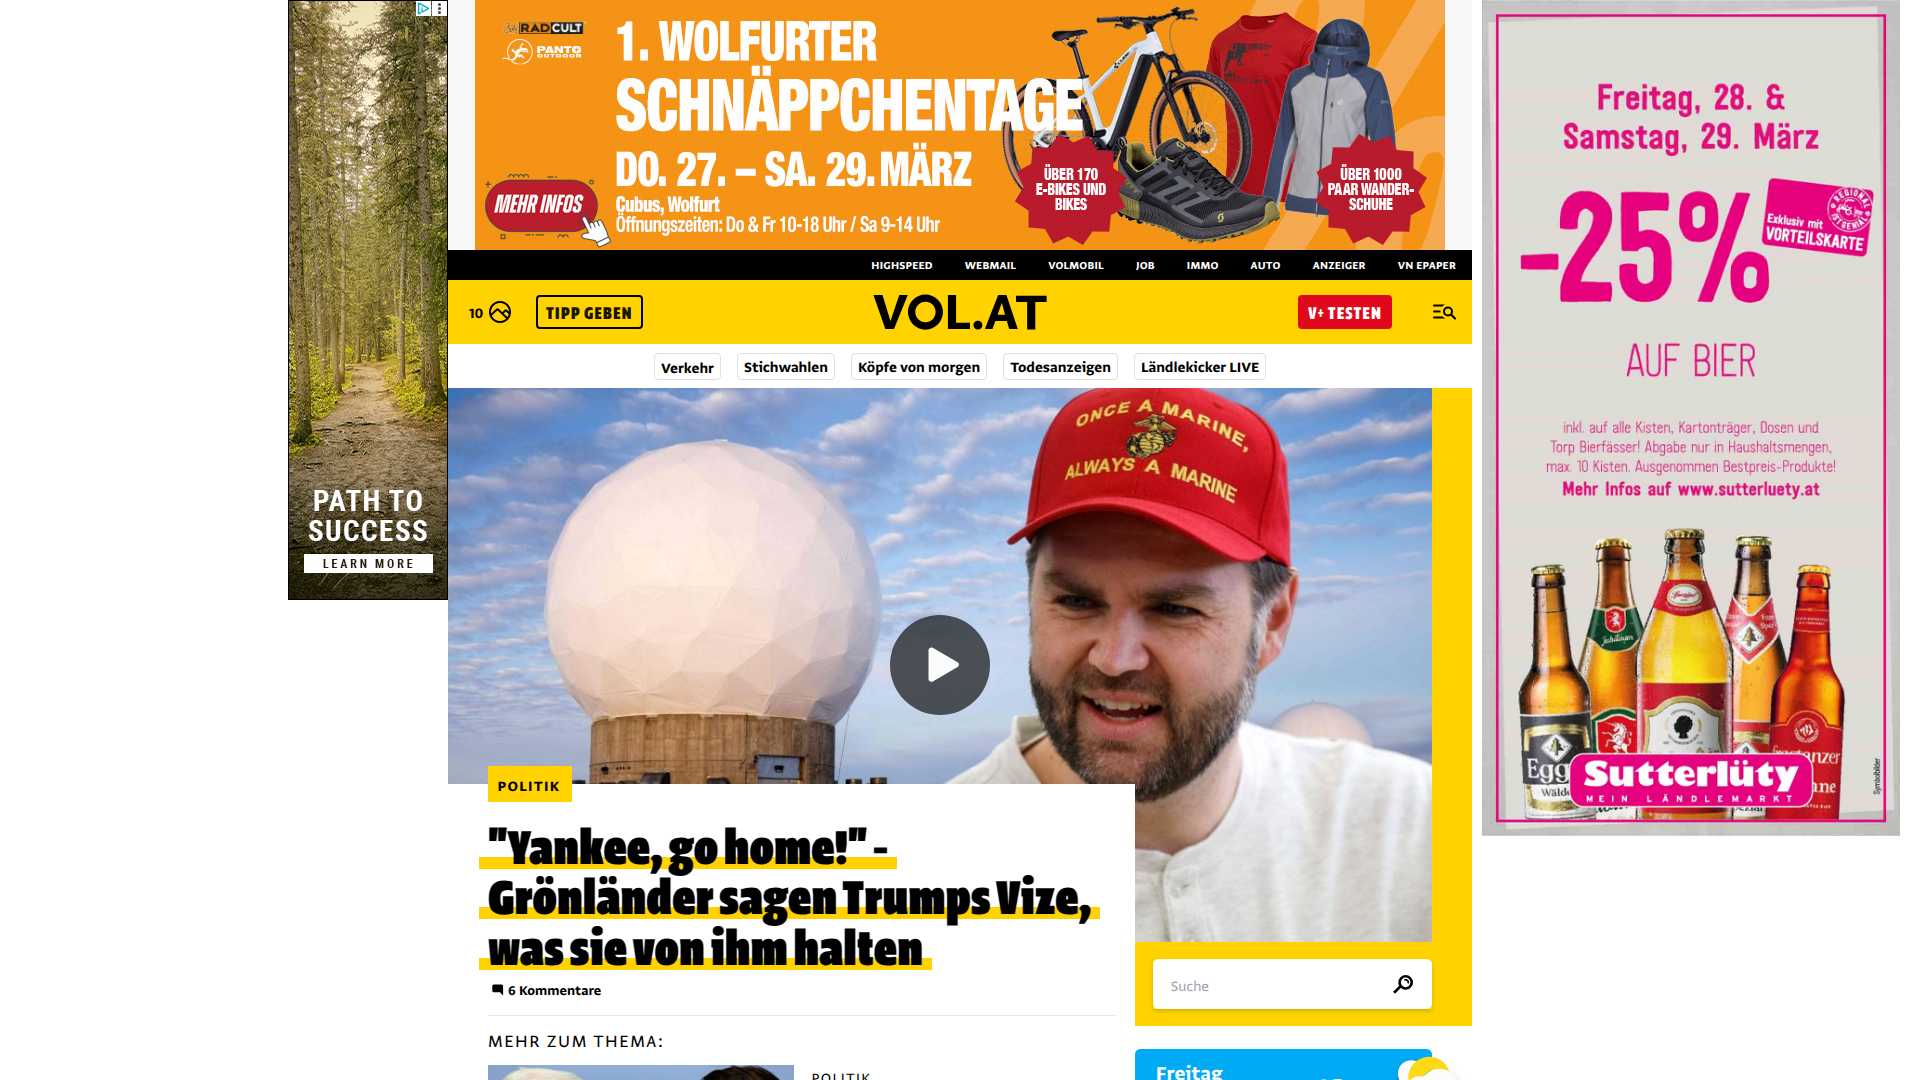 PATH TO
SUCCESS
LEARN MORE
RADCULT
PANTO
OUTDOOR
1. WOLFURTER
SCHNÄPPCHENTAGE
DO. 27. – SA. 29. MÄRZ
MEHR INFOS
Cubus, Wolfurt
Öffnungszeiten: Do & Fr 10-18 Uhr / Sa 9-14 Uhr
ÜBER 170
E-BIKES UND
BIKES
ÜBER 1000
PAAR WANDER-
SCHUHE
HIGHSPEED WEBMAIL VOLMOBIL JOB IMMO AUTO ANZEIGER VN EPAPER
10 TIPP GEBEN VOL.AT V+ TESTEN
Verkehr Stichwahlen Köpfe von morgen Todesanzeigen Ländlekicker LIVE
ONCE A MARINE,
ALWAYS A MARINE
POLITIK
"Yankee, go home!" -
Grönländer sagen Trumps Vize,
was sie von ihm halten
6 Kommentare
MEHR ZUM THEMA:
POLITIK
Suche
Freitag
Freitag, 28. &
Samstag, 29. März
-25%
REGIONAL
IST GENIAL
Exklusiv mit
VORTEILSKARTE
AUF BIER
inkl. auf alle Kisten, Kartonträger, Dosen und
Torp Bierfässer! Abgabe nur in Haushaltsmengen,
max. 10 Kisten. Ausgenommen Bestpreis-Produkte!
Mehr Infos auf www.sutterluety.at
Egg
Wälde
Sutterlüty
MEIN LÄNDLEMARKT
Symbolbilder